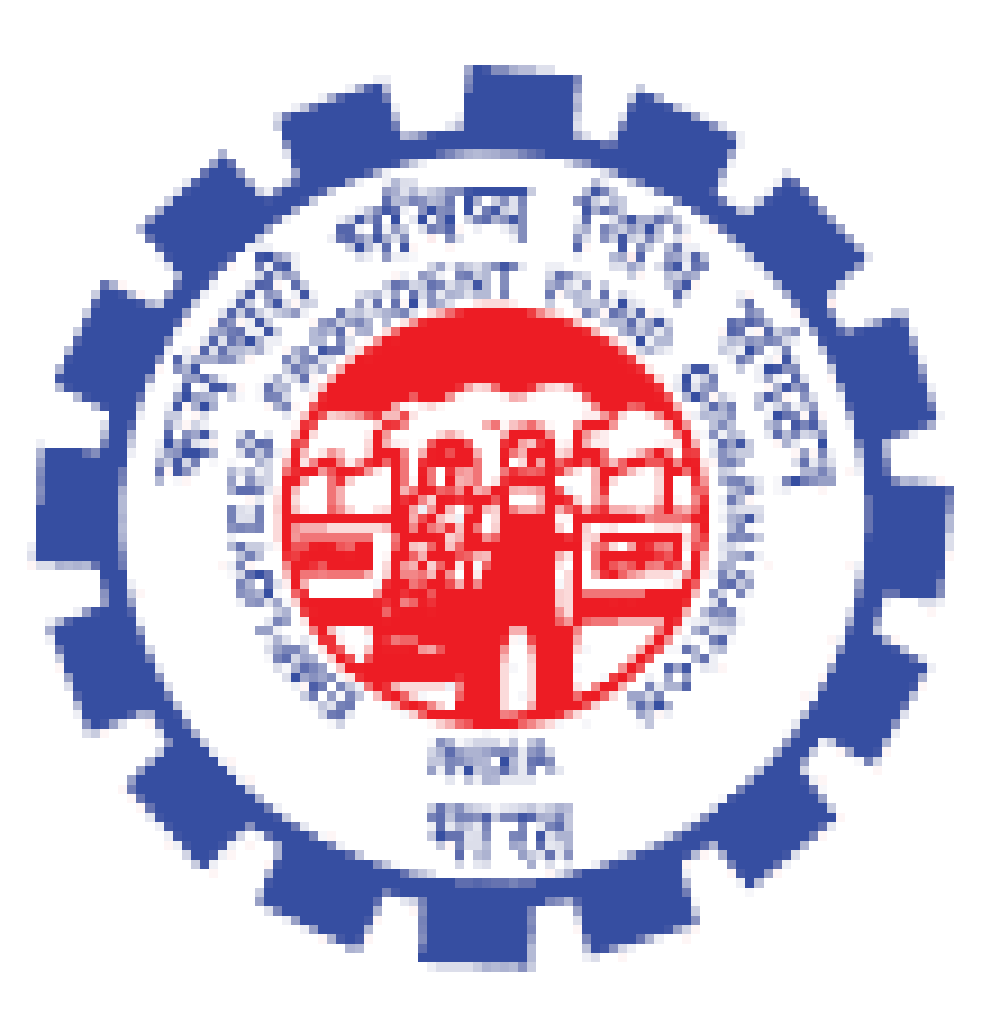 कर्मचारी भविष्य निधि संगठन
EMPLOYEES' PROVIDENT FUND ORGANISATION
INDIA
भारत